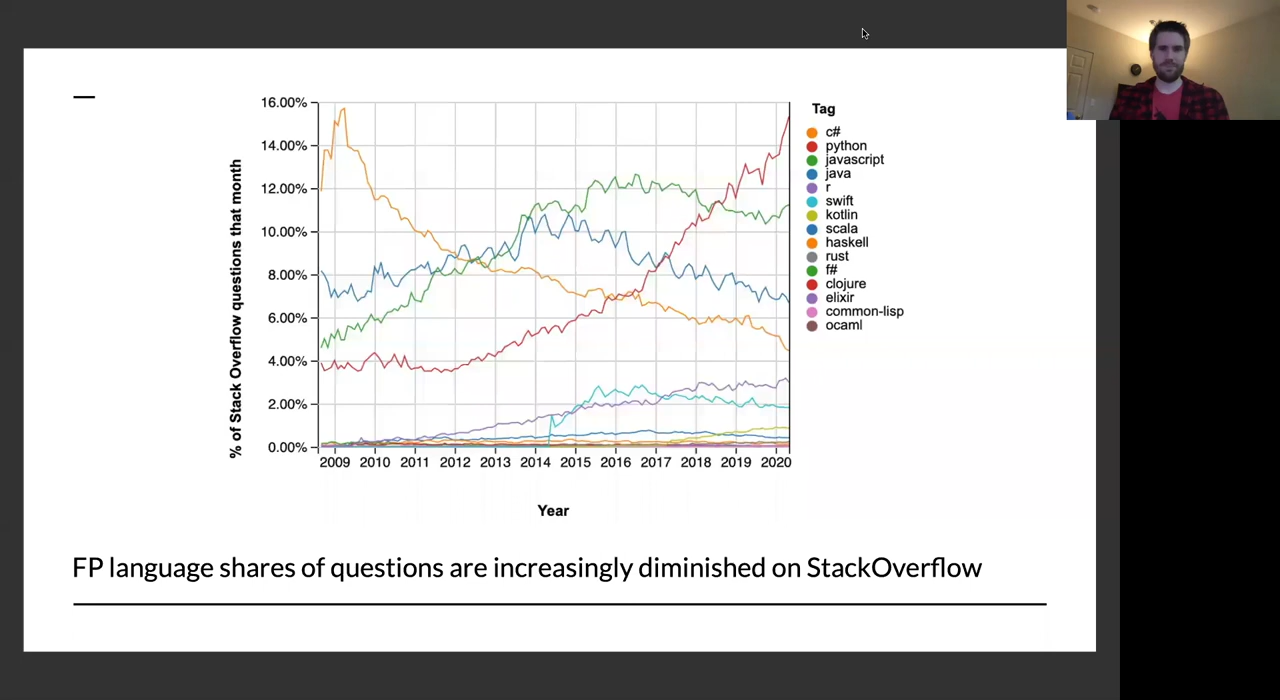 16.00%
14.00%
12.00%
10.00%
8.00%
6.00%
4.00%
2.00%
0.00%
% of Stack Overflow questions that month
2009 2010 2011 2012 2013 2014 2015 2016 2017 2018 2019 2020
Year
Tag
c#
python
javascript
java
r
swift
kotlin
scala
haskell
rust
f#
clojure
elixir
common-lisp
ocaml
FP language shares of questions are increasingly diminished on StackOverflow